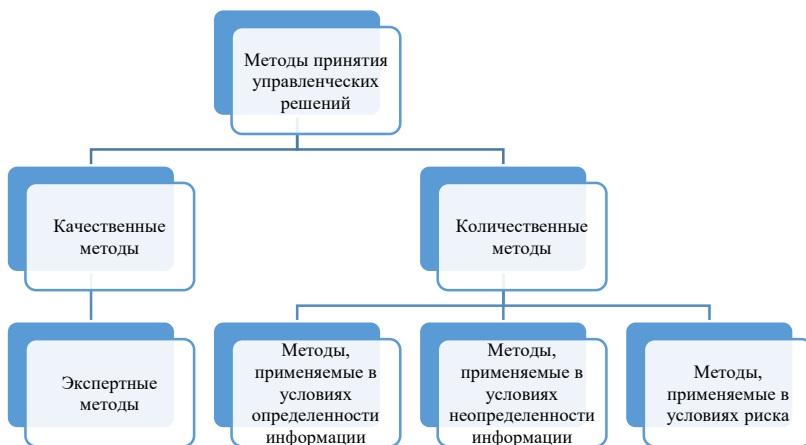 Методы принятия
управленческих
решений
Качественные
методы
Количественные
методы
Экспертные
методы
Методы,
применяемые в
условиях
определенности
информации
Методы,
применяемые в
условиях
неопределенности
информации
Методы,
применяемые в
условиях риска